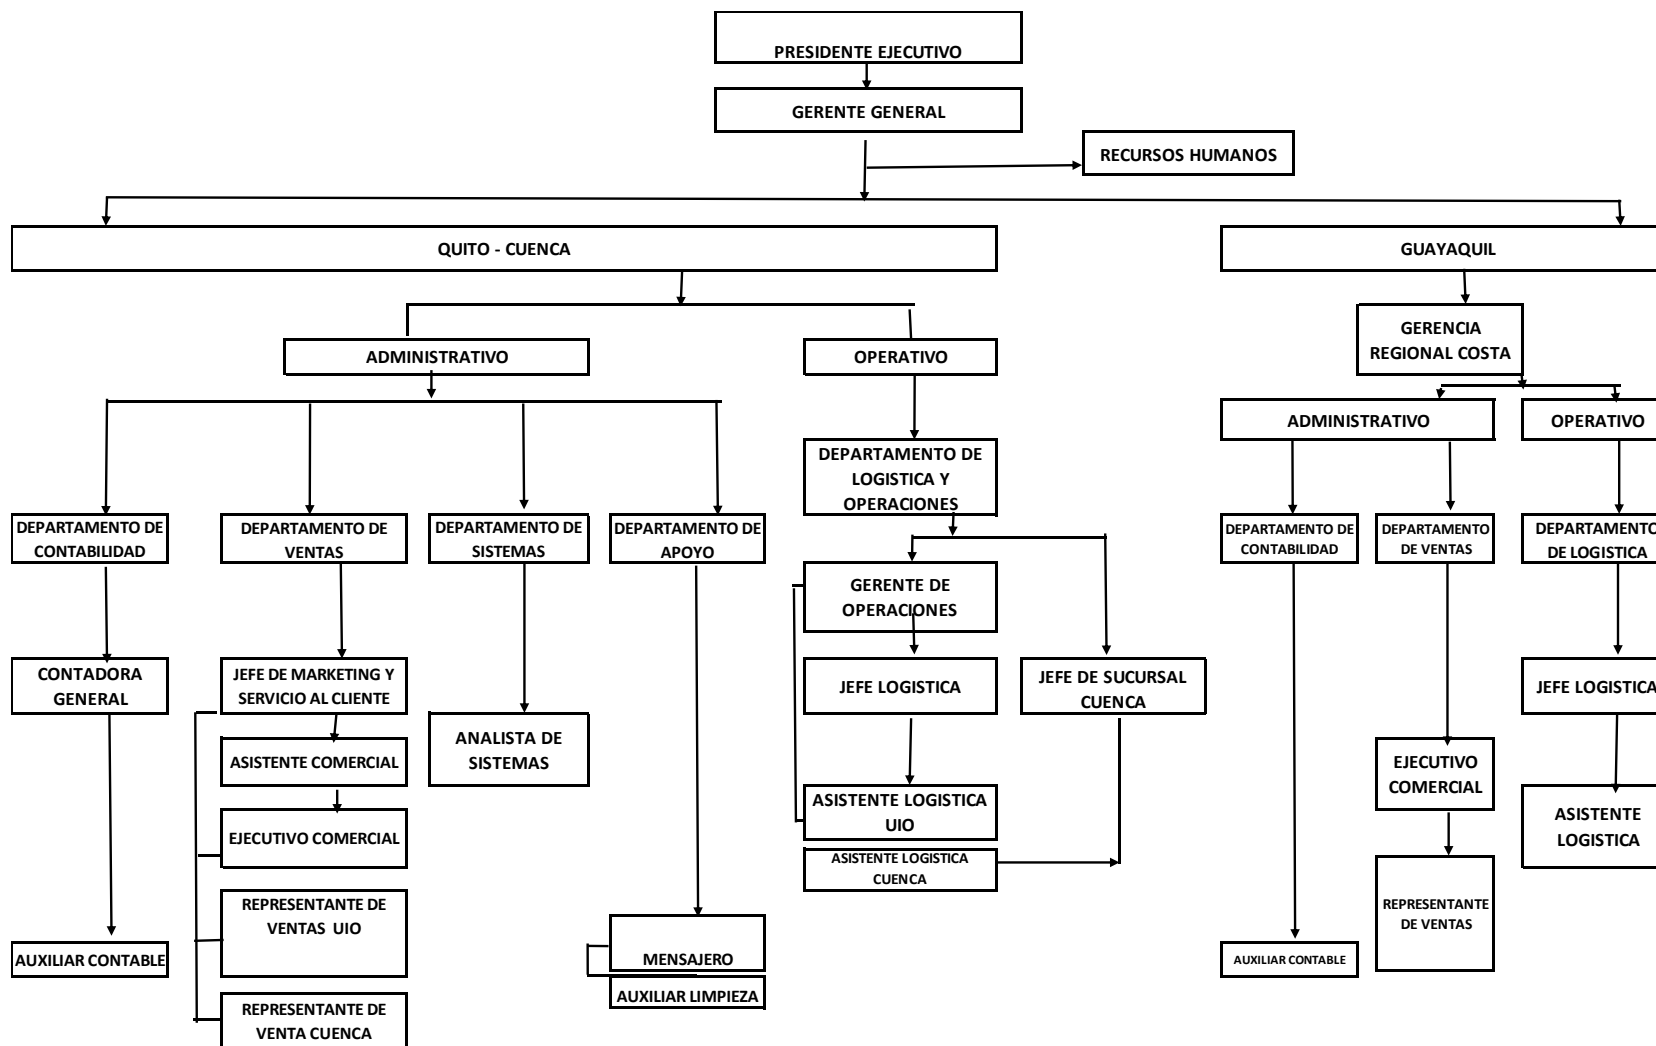 PRESIDENTE EJECUTIVO
GERENTE GENERAL
RECURSOS HUMANOS
QUITO - CUENCA
GUAYAQUIL
ADMINISTRATIVO
OPERATIVO
GERENCIA
REGIONAL COSTA
ADMINISTRATIVO
OPERATIVO
DEPARTAMENTO DE
LOGISTICA Y
OPERACIONES
DEPARTAMENTO DE
CONTABILIDAD
DEPARTAMENTO DE
VENTAS
DEPARTAMENTO DE
SISTEMAS
DEPARTAMENTO DE
APOYO
DEPARTAMENTO DE
CONTABILIDAD
DEPARTAMENTO
DE VENTAS
DEPARTAMENTO
DE LOGISTICA
GERENTE DE
OPERACIONES
CONTADORA
GENERAL
JEFE DE MARKETING Y
SERVICIO AL CLIENTE
JEFE LOGISTICA
JEFE DE SUCURSAL
CUENCA
JEFE LOGISTICA
ASISTENTE COMERCIAL
ANALISTA DE
SISTEMAS
EJECUTIVO
COMERCIAL
EJECUTIVO COMERCIAL
ASISTENTE LOGISTICA
UIO
ASISTENTE LOGISTICA
CUENCA
ASISTENTE
LOGISTICA
REPRESENTANTE DE
VENTAS UIO
REPRESENTANTE
DE VENTAS
AUXILIAR CONTABLE
MENSAJERO
AUXILIAR LIMPIEZA
AUXILIAR CONTABLE
REPRESENTANTE DE
VENTA CUENCA